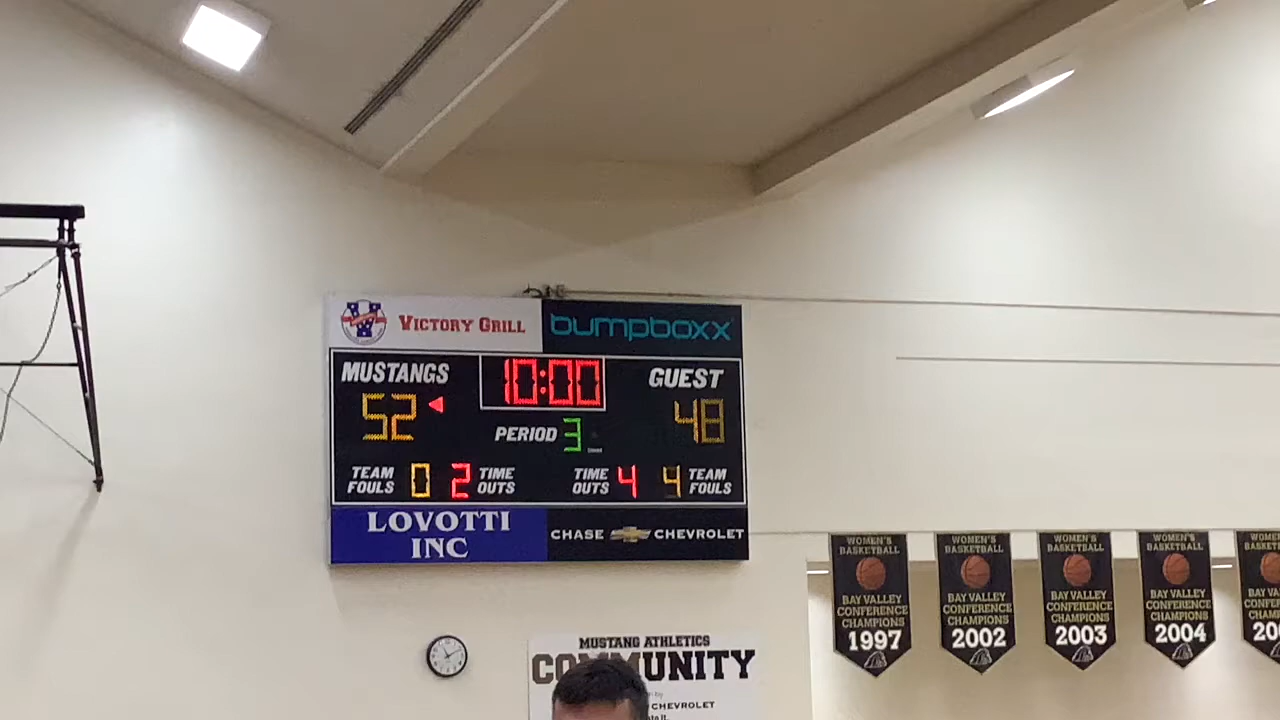 VICTORY GRILL
bumpboxx
MUSTANGS
10:00
GUEST
52
48
PERIOD 3
TEAM FOULS 0
2 TIME OUTS
TIME OUTS 4
4 TEAM FOULS
LOVOTTI INC
CHASE CHEVROLET
WOMEN'S
BASKETBALL
BAY VALLEY
CONFERENCE
CHAMPIONS
1997
WOMEN'S
BASKETBALL
BAY VALLEY
CONFERENCE
CHAMPIONS
2002
WOMEN'S
BASKETBALL
BAY VALLEY
CONFERENCE
CHAMPIONS
2003
WOMEN'S
BASKETBALL
BAY VALLEY
CONFERENCE
CHAMPIONS
2004
MUSTANG ATHLETICS
CHEVROLET